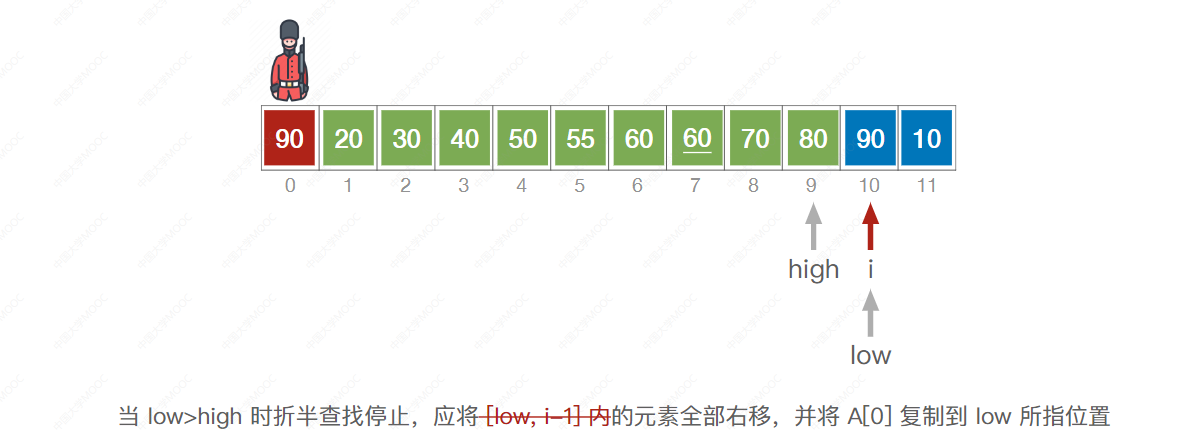 90 20 30 40 50 55 60 60 70 80 90 10
0 1 2 3 4 5 6 7 8 9 10 11
high i
low
当 low>high 时折半查找停止，应将 [low, i-1] 内的元素全部右移，并将 A[0] 复制到 low 所指位置